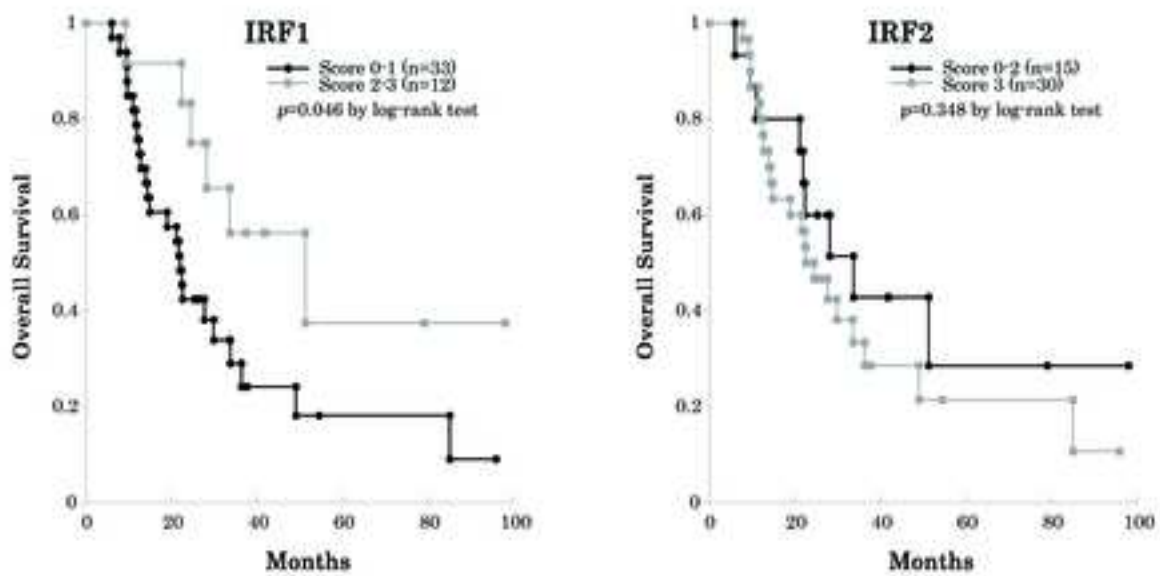 IRF1
Score 0-1 (n=33)
Score 2-3 (n=12)
p=0.046 by log-rank test
Overall Survival
1
0.8
0.6
0.4
0.2
0
0 20 40 60 80 100
Months
IRF2
Score 0-2 (n=15)
Score 3 (n=30)
p=0.348 by log-rank test
Overall Survival
1
0.8
0.6
0.4
0.2
0
0 20 40 60 80 100
Months